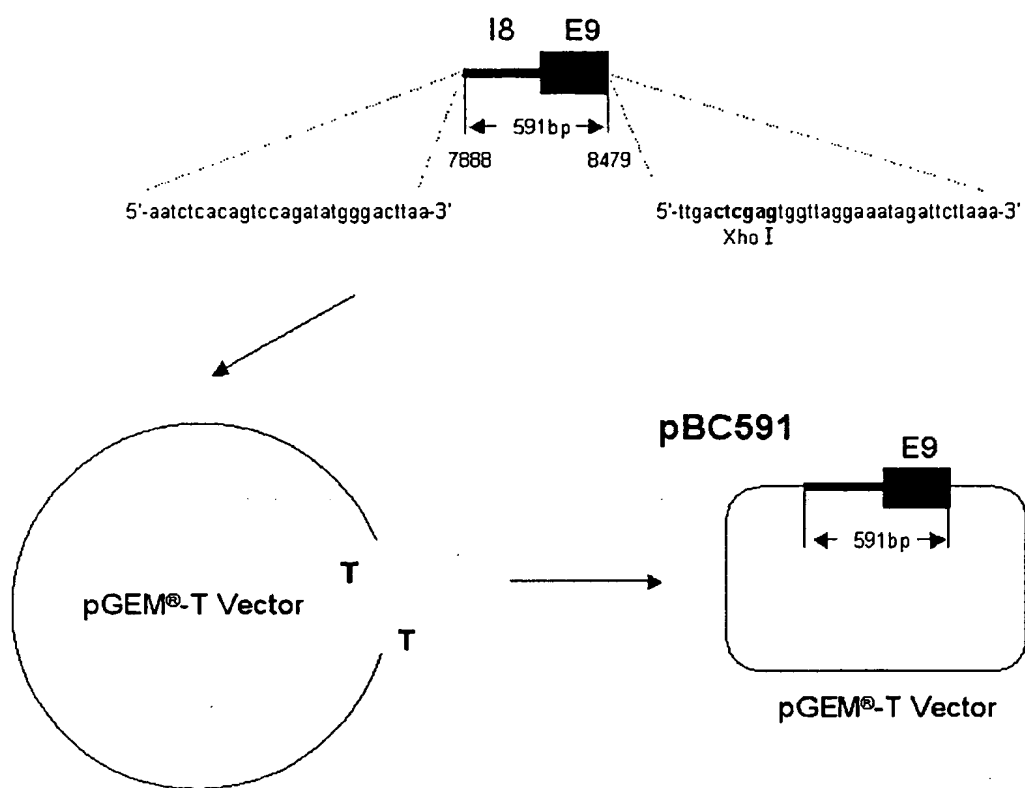 I8 E9
591bp
7888 8479
5'-aatctcacagtccagatatgggacttaa-3' 5'-ttgactcgagtggttaggaaatagattcttaaa-3'
Xho I
pBC591
E9
T
591bp
pGEM®-T Vector
T
pGEM®-T Vector